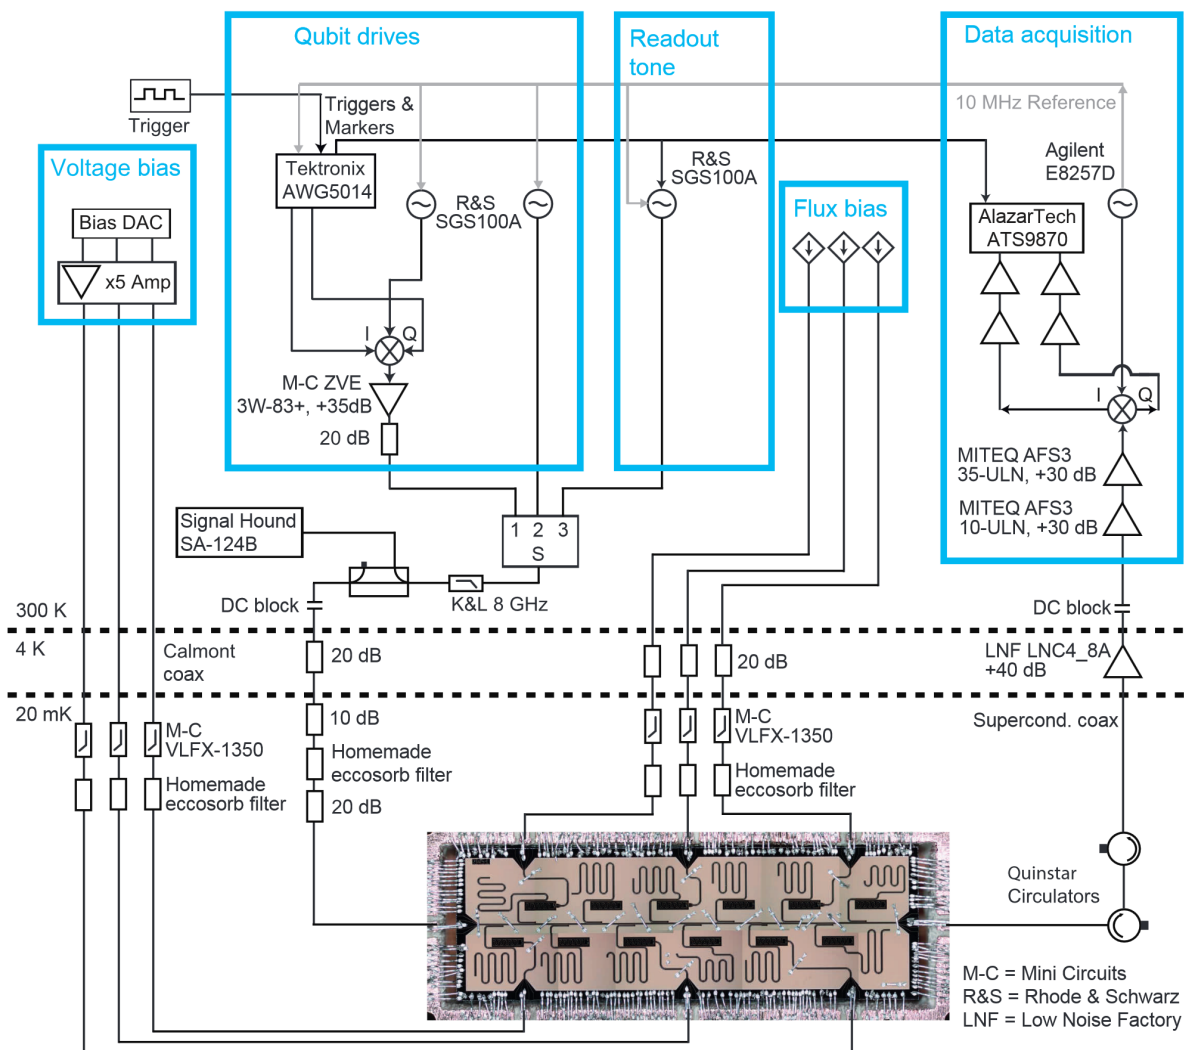 Qubit drives
Readout
tone
Data acquisition
10 MHz Reference
Trigger
Triggers &
Markers
Voltage bias
Tektronix
AWG5014
R&S
SGS100A
R&S
SGS100A
Agilent
E8257D
Bias DAC
x5 Amp
Flux bias
AlazarTech
ATS9870
I
Q
I
Q
M-C ZVE
3W-83+, +35dB
20 dB
MITEQ AFS3
35-ULN, +30 dB
MITEQ AFS3
10-ULN, +30 dB
Signal Hound
SA-124B
1 2 3
S
K&L 8 GHz
DC block
DC block
300 K
4 K
Calmont
coax
20 dB
20 dB
LNF LNC4_8A
+40 dB
20 mK
10 dB
Supercond. coax
M-C
VLFX-1350
M-C
VLFX-1350
Homemade
eccosorb filter
Homemade
eccosorb filter
Homemade
eccosorb filter
20 dB
Quinstar
Circulators
M-C = Mini Circuits
R&S = Rhode & Schwarz
LNF = Low Noise Factory